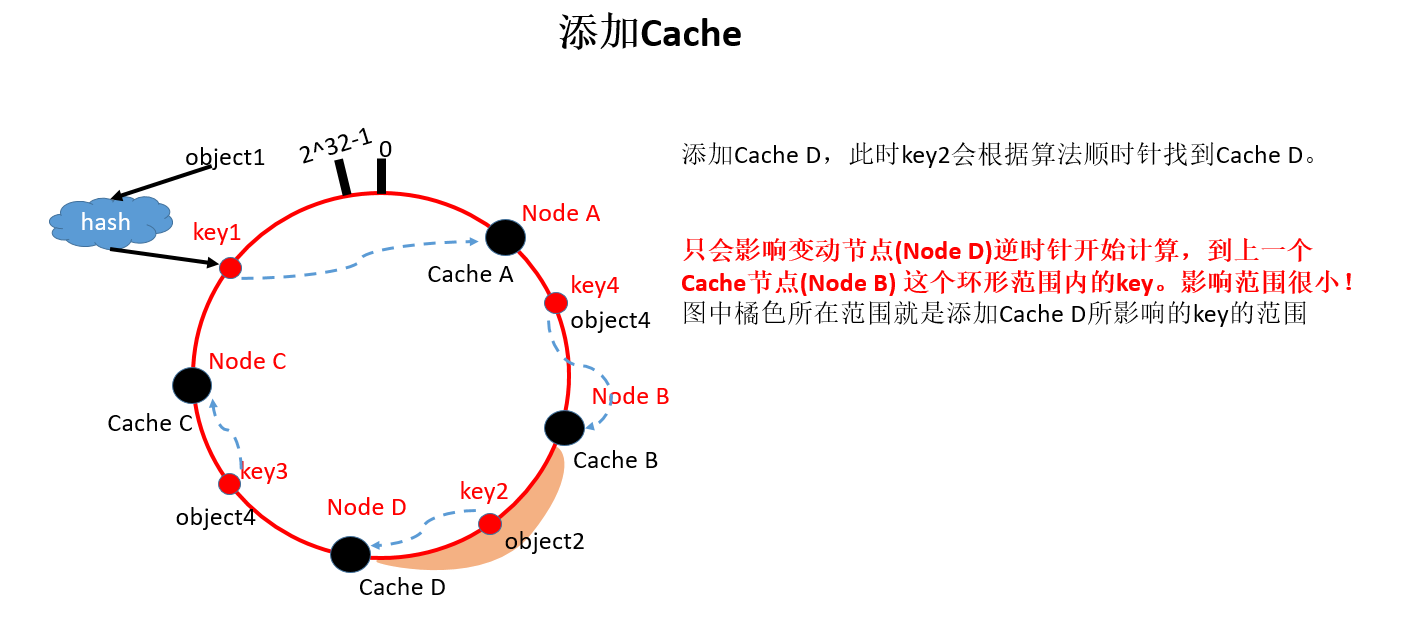 添加Cache
object1
2^32-1
0
hash
key1
Node A
Cache A
key4
object4
Node C
Cache C
Node B
Cache B
key3
object4
Node D
key2
object2
Cache D
添加Cache D，此时key2会根据算法顺时针找到Cache D。
只会影响变动节点(Node D)逆时针开始计算，到上一个
Cache节点(Node B) 这个环形范围内的key。影响范围很小！
图中橘色所在范围就是添加Cache D所影响的key的范围